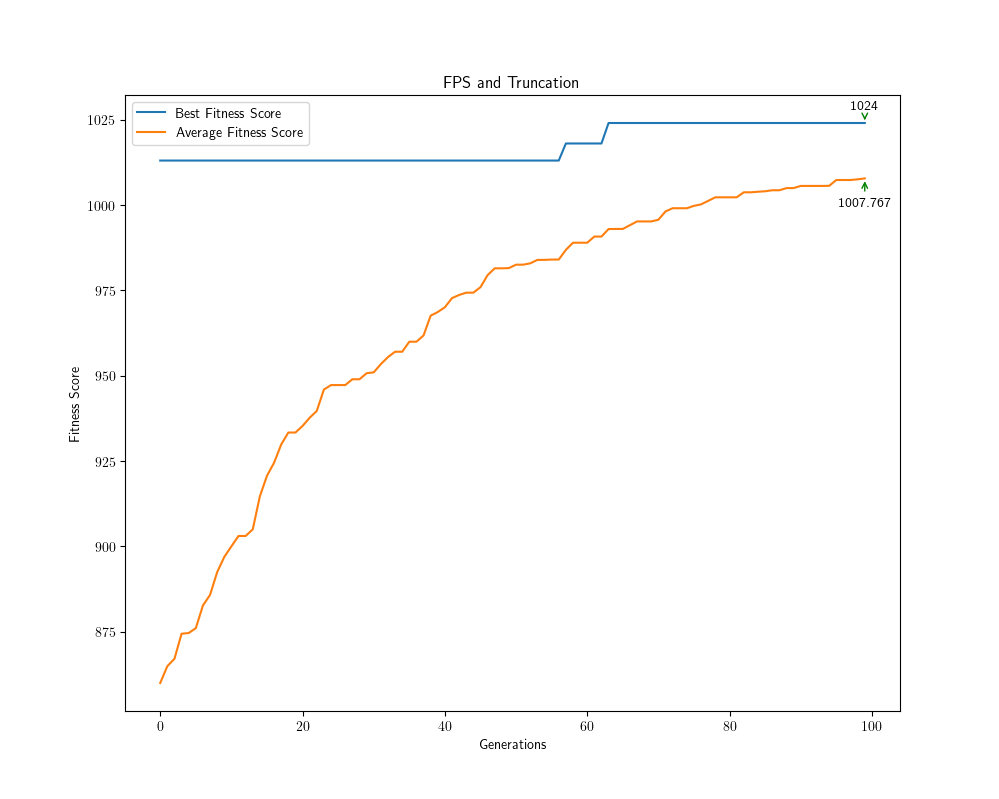 FPS and Truncation
Best Fitness Score
Average Fitness Score
1024
1007.767
1025
1000
975
950
925
900
875
Fitness Score
0 20 40 60 80 100
Generations